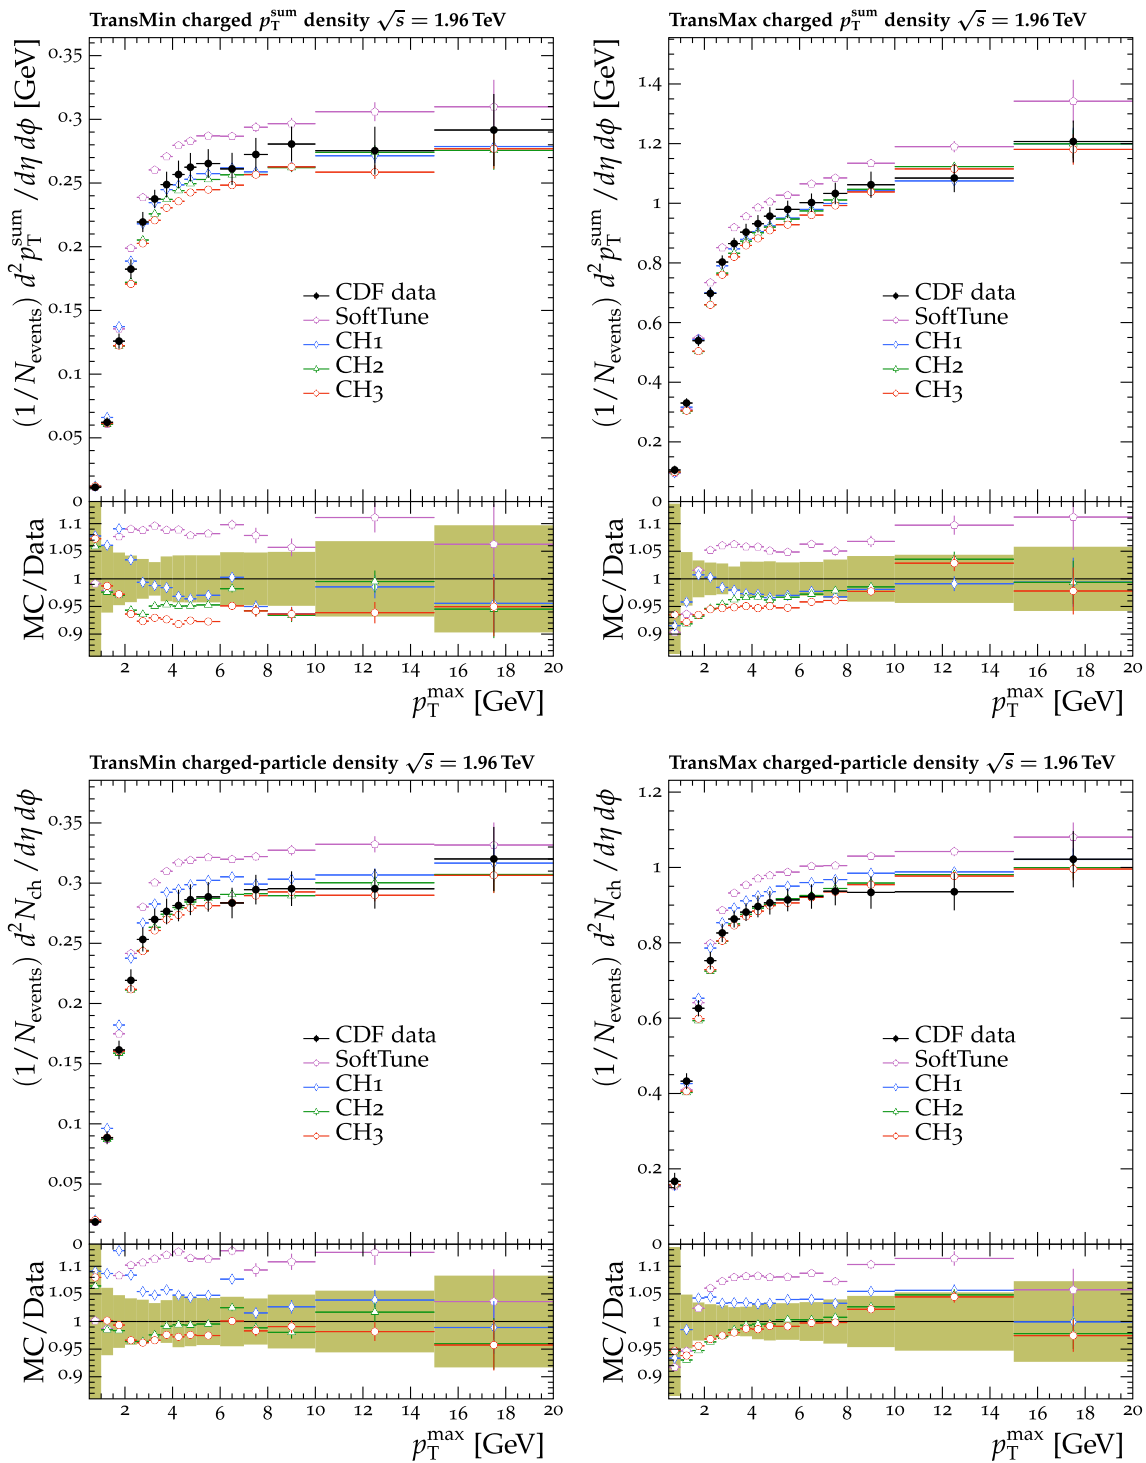 TransMin charged p_T^sum density √s = 1.96 TeV
(1/N_events) d²p_T^sum/dη dϕ [GeV]
0.35
0.3
0.25
0.2
0.15
0.1
0.05
0
CDF data
SoftTune
CH1
CH2
CH3
MC/Data
1.1
1.05
1
0.95
0.9
2 4 6 8 10 12 14 16 18 20
p_T^max [GeV]
TransMax charged p_T^sum density √s = 1.96 TeV
(1/N_events) d²p_T^sum/dη dϕ [GeV]
1.4
1.2
1
0.8
0.6
0.4
0.2
0
CDF data
SoftTune
CH1
CH2
CH3
MC/Data
1.1
1.05
1
0.95
0.9
2 4 6 8 10 12 14 16 18 20
p_T^max [GeV]
TransMin charged-particle density √s = 1.96 TeV
(1/N_events) d²N_ch/dη dϕ
0.35
0.3
0.25
0.2
0.15
0.1
0.05
0
CDF data
SoftTune
CH1
CH2
CH3
MC/Data
1.1
1.05
1
0.95
0.9
2 4 6 8 10 12 14 16 18 20
p_T^max [GeV]
TransMax charged-particle density √s = 1.96 TeV
(1/N_events) d²N_ch/dη dϕ
1.2
1
0.8
0.6
0.4
0.2
0
CDF data
SoftTune
CH1
CH2
CH3
MC/Data
1.1
1.05
1
0.95
0.9
2 4 6 8 10 12 14 16 18 20
p_T^max [GeV]